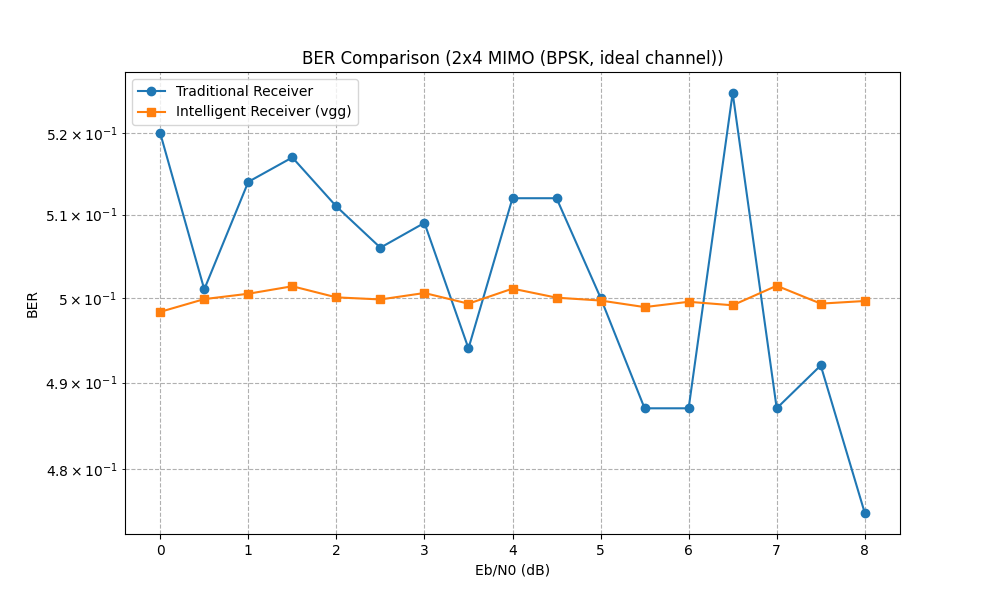 BER Comparison (2x4 MIMO (BPSK, ideal channel))
Traditional Receiver
Intelligent Receiver (vgg)
5.2 × 10⁻¹
5.1 × 10⁻¹
5 × 10⁻¹
4.9 × 10⁻¹
4.8 × 10⁻¹
BER
0 1 2 3 4 5 6 7 8
Eb/N0 (dB)